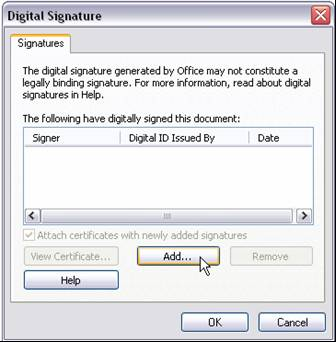 Digital Signature
Signatures
The digital signature generated by Office may not constitute a
legally binding signature. For more information, read about digital
signatures in Help.
The following have digitally signed this document:
Signer Digital ID Issued By Date
Attach certificates with newly added signatures
View Certificate... Add... Remove
Help
OK Cancel